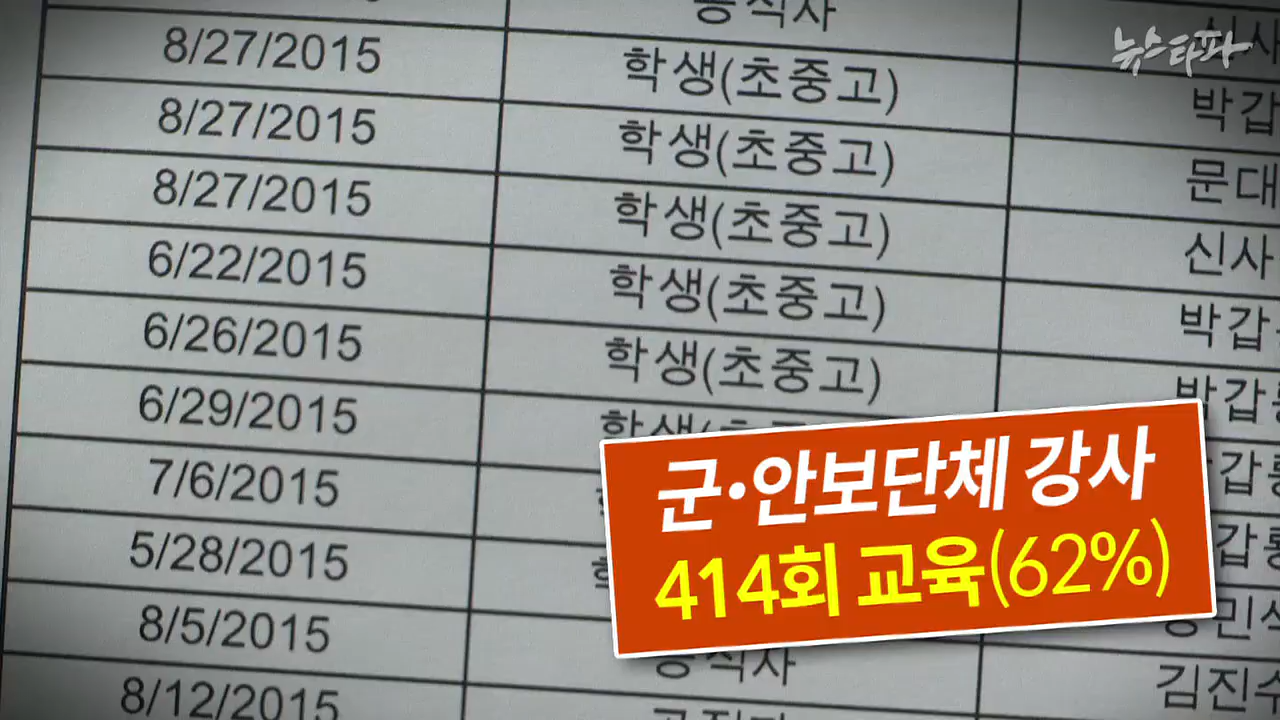 뉴스타파
8/27/2015 학생(초중고) 박갑
8/27/2015 학생(초중고) 문대
8/27/2015 학생(초중고) 신사
6/22/2015 학생(초중고) 박갑
6/26/2015 학생(초중고) 박갑
6/29/2015
7/6/2015
5/28/2015
8/5/2015 김진수
8/12/2015
군·안보단체 강사
414회 교육(62%)